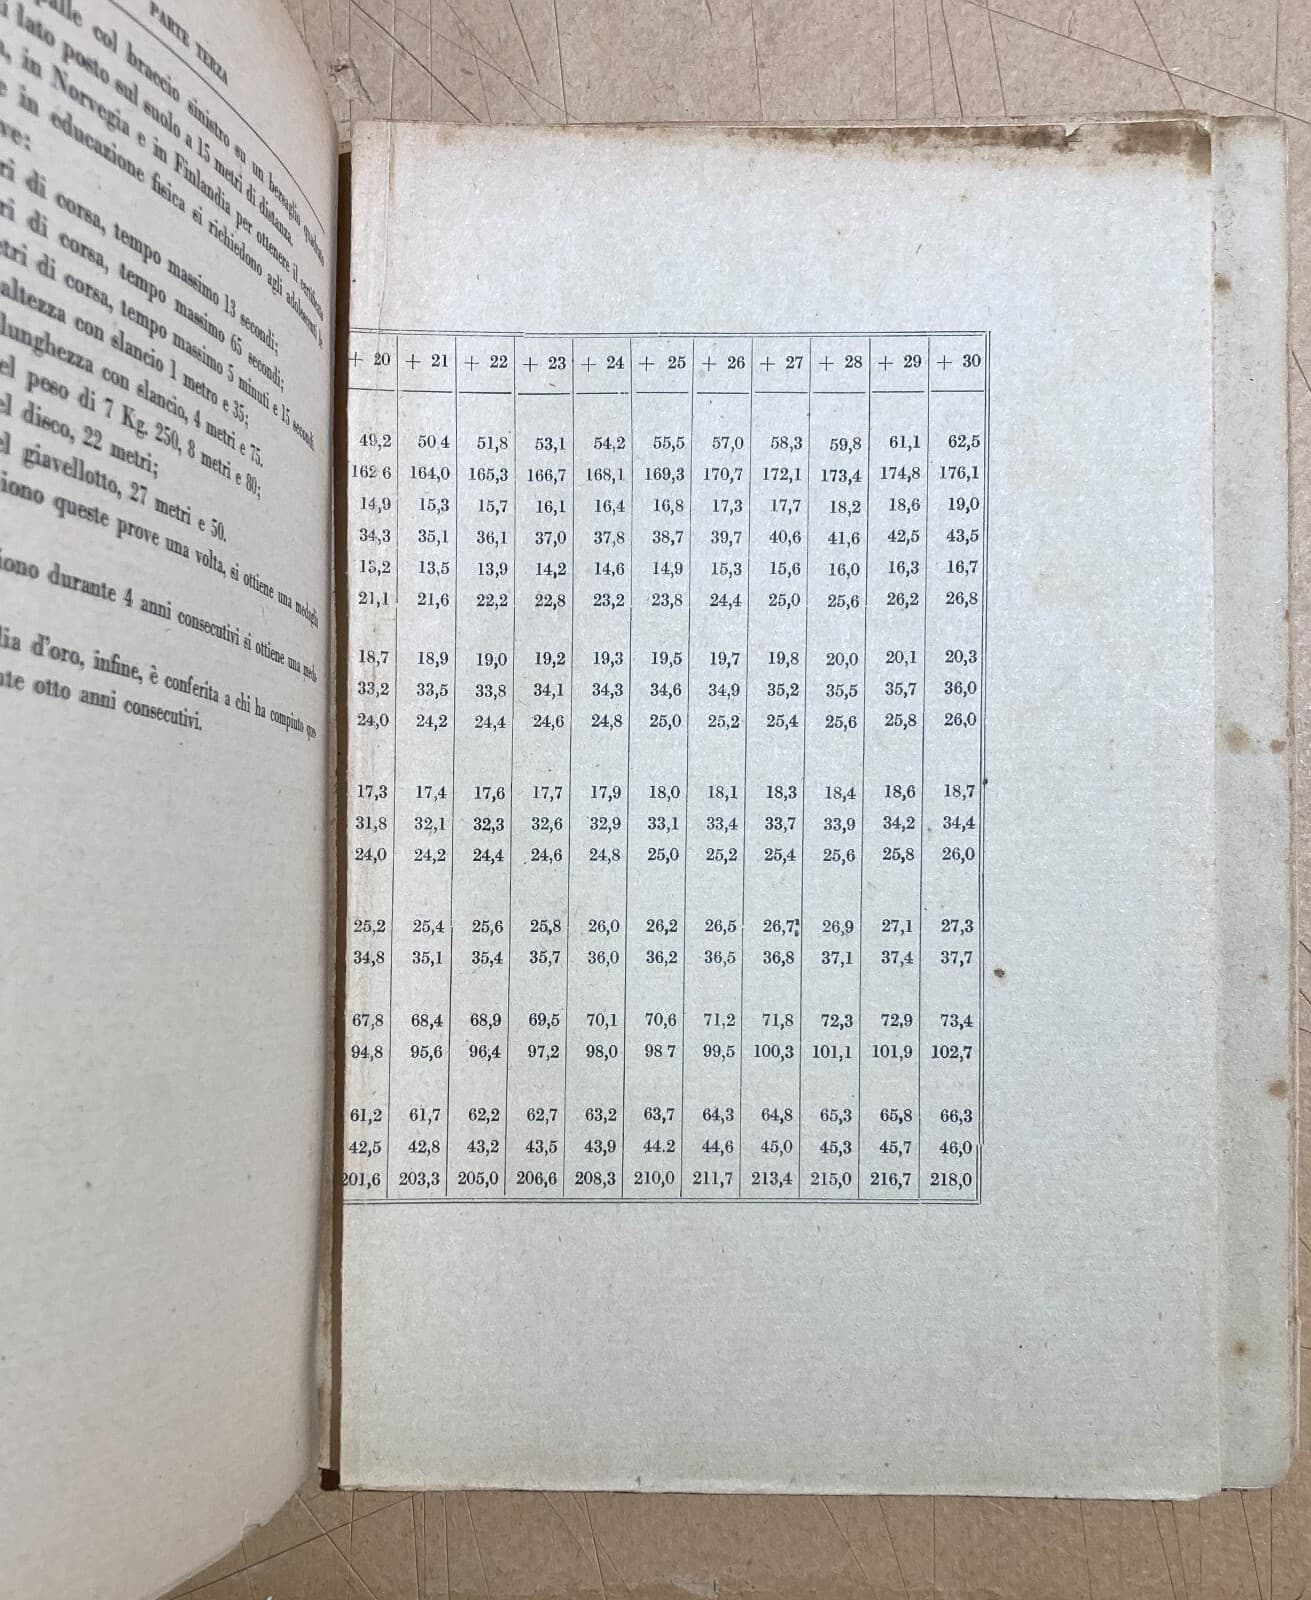 PARTE TERZA
palle col braccio sinistro su un bersaglio quadrato
lato posto sul suolo a 15 metri di distanza.
in Norvegia e in Finlandia per ottenere il certificato
in educazione fisica si richiedono agli adolescenti le
ve:
ri di corsa, tempo massimo 13 secondi;
ri di corsa, tempo massimo 65 secondi;
etri di corsa, tempo massimo 5 minuti e 15 secondi
altezza con slancio 1 metro e 35;
lunghezza con slancio, 4 metri e 75.
el peso di 7 Kg. 250, 8 metri e 80;
el disco, 22 metri;
el giavellotto, 27 metri e 50.
iono queste prove una volta, si ottiene una medaglia
iono durante 4 anni consecutivi si ottiene una meda-
lia d'oro, infine, è conferita a chi ha compiuto que-
nte otto anni consecutivi.
+ 20 + 21 + 22 + 23 + 24 + 25 + 26 + 27 + 28 + 29 + 30
49,2 50 4 51,8 53,1 54,2 55,5 57,0 58,3 59,8 61,1 62,5
162 6 164,0 165,3 166,7 168,1 169,3 170,7 172,1 173,4 174,8 176,1
14,9 15,3 15,7 16,1 16,4 16,8 17,3 17,7 18,2 18,6 19,0
34,3 35,1 36,1 37,0 37,8 38,7 39,7 40,6 41,6 42,5 43,5
13,2 13,5 13,9 14,2 14,6 14,9 15,3 15,6 16,0 16,3 16,7
21,1 21,6 22,2 22,8 23,2 23,8 24,4 25,0 25,6 26,2 26,8
18,7 18,9 19,0 19,2 19,3 19,5 19,7 19,8 20,0 20,1 20,3
33,2 33,5 33,8 34,1 34,3 34,6 34,9 35,2 35,5 35,7 36,0
24,0 24,2 24,4 24,6 24,8 25,0 25,2 25,4 25,6 25,8 26,0
17,3 17,4 17,6 17,7 17,9 18,0 18,1 18,3 18,4 18,6 18,7
31,8 32,1 32,3 32,6 32,9 33,1 33,4 33,7 33,9 34,2 34,4
24,0 24,2 24,4 24,6 24,8 25,0 25,2 25,4 25,6 25,8 26,0
25,2 25,4 25,6 25,8 26,0 26,2 26,5 26,7 26,9 27,1 27,3
34,8 35,1 35,4 35,7 36,0 36,2 36,5 36,8 37,1 37,4 37,7
67,8 68,4 68,9 69,5 70,1 70,6 71,2 71,8 72,3 72,9 73,4
94,8 95,6 96,4 97,2 98,0 98 7 99,5 100,3 101,1 101,9 102,7
61,2 61,7 62,2 62,7 63,2 63,7 64,3 64,8 65,3 65,8 66,3
42,5 42,8 43,2 43,5 43,9 44.2 44,6 45,0 45,3 45,7 46,0
201,6 203,3 205,0 206,6 208,3 210,0 211,7 213,4 215,0 216,7 218,0